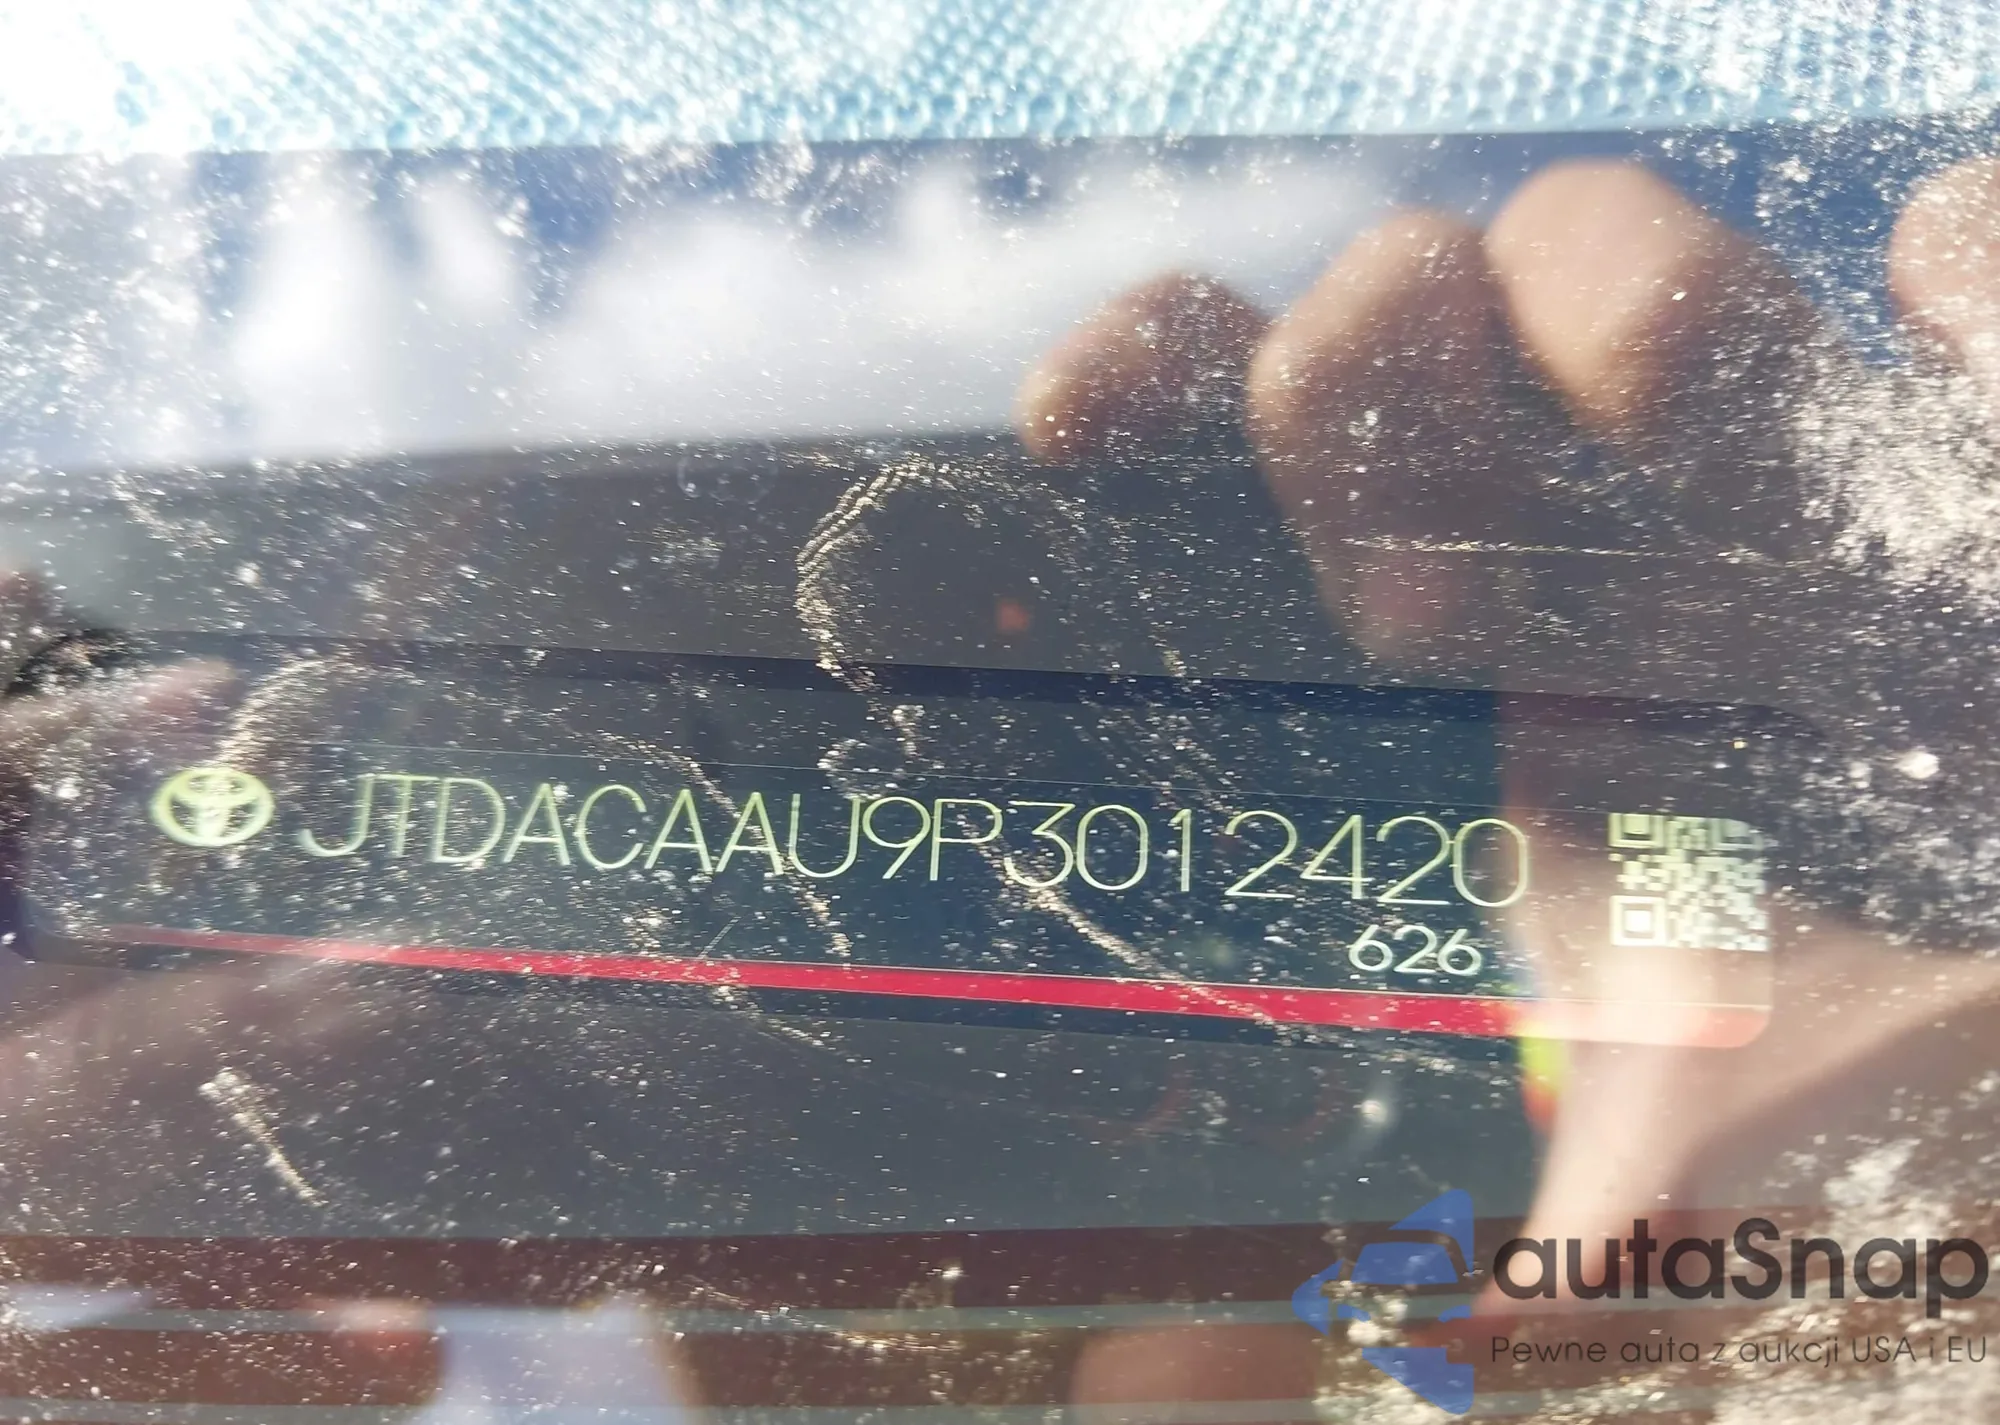 JTDACAAU9P3012420
626
autaSnap
Pewne auta z aukcji USA i EU